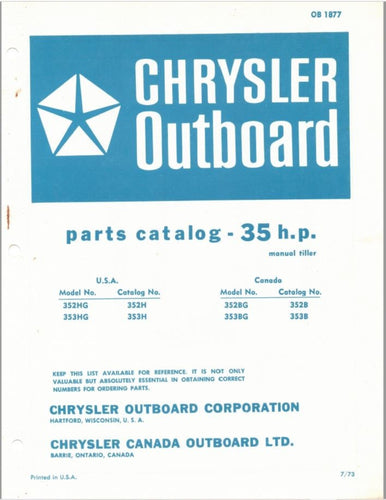 OB 1877
CHRYSLER
Outboard
parts catalog - 35 h.p.
manual tiller
U.S.A. Canada
Model No. Catalog No. Model No. Catalog No.
352HG 352H 352BG 352B
353HG 353H 353BG 353B
KEEP THIS LIST AVAILABLE FOR REFERENCE. IT IS NOT ONLY
VALUABLE BUT ABSOLUTELY ESSENTIAL IN OBTAINING CORRECT
NUMBERS FOR ORDERING PARTS.
CHRYSLER OUTBOARD CORPORATION
HARTFORD, WISCONSIN, U. S. A.
CHRYSLER CANADA OUTBOARD LTD.
BARRIE, ONTARIO, CANADA
Printed in U.S.A. 7/73